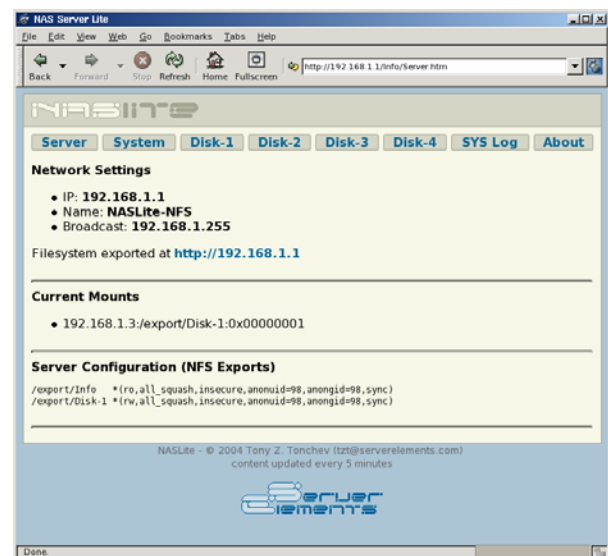 NAS Server Lite
File Edit View Web Go Bookmarks Tabs Help
Back Forward Stop Refresh Home Fullscreen http://192.168.1.1/Info/Server.htm
NASLITE
Server System Disk-1 Disk-2 Disk-3 Disk-4 SYS Log About
Network Settings
• IP: 192.168.1.1
• Name: NASLite-NFS
• Broadcast: 192.168.1.255
Filesystem exported at http://192.168.1.1
Current Mounts
• 192.168.1.3:/export/Disk-1:0x00000001
Server Configuration (NFS Exports)
/export/Info *(ro,all_squash,insecure,anonuid=98,anongid=98,sync)
/export/Disk-1 *(rw,all_squash,insecure,anonuid=98,anongid=98,sync)
NASLite - © 2004 Tony Z. Tonchev (tzt@serverelements.com)
content updated every 5 minutes
Server
Elements
Done.